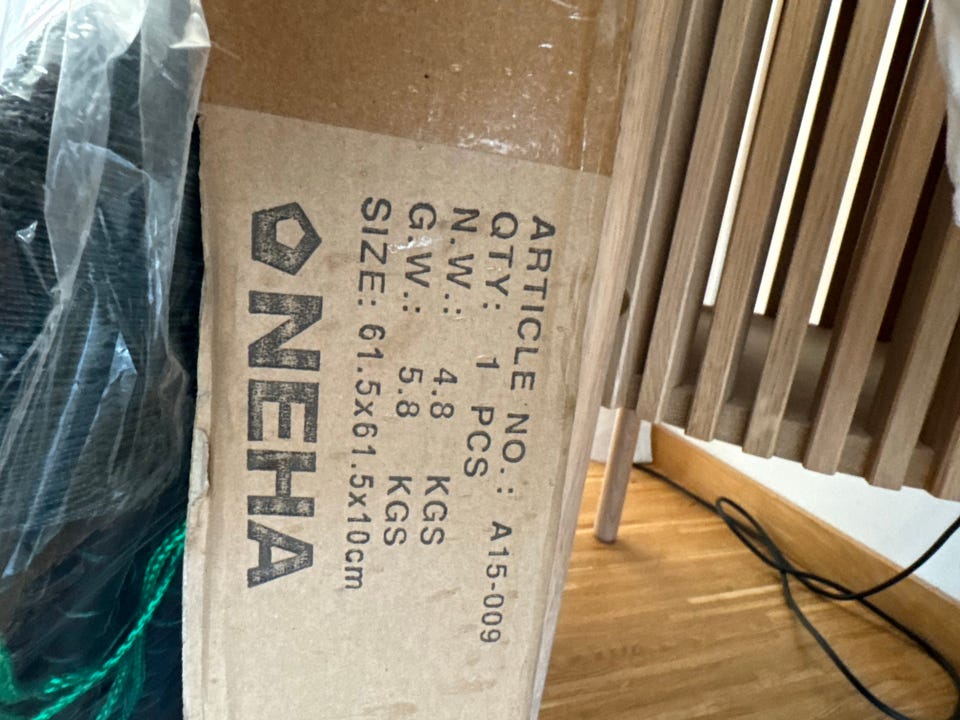 ARTICLE NO.: A15-009
QTY: 1 PCS
N.W.: 4.8 KGS
G.W.: 5.8 KGS
SIZE: 61.5x61.5x10cm
NEHA